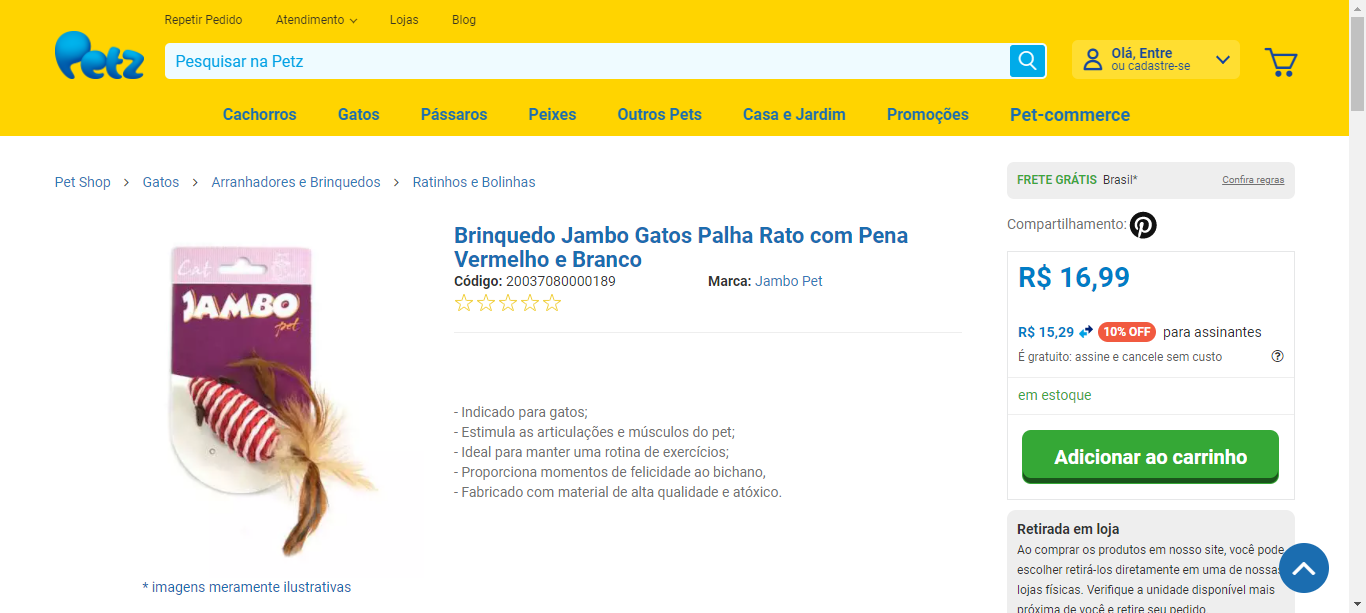 Repetir Pedido Atendimento Lojas Blog
Petz
Pesquisar na Petz
Olá, Entre
ou cadastre-se
Cachorros Gatos Pássaros Peixes Outros Pets Casa e Jardim Promoções Pet-commerce
Pet Shop > Gatos > Arranhadores e Brinquedos > Ratinhos e Bolinhas
Cat
JAMBO
pet
* imagens meramente ilustrativas
Brinquedo Jambo Gatos Palha Rato com Pena
Vermelho e Branco
Código: 20037080000189 Marca: Jambo Pet
- Indicado para gatos;
- Estimula as articulações e músculos do pet;
- Ideal para manter uma rotina de exercícios;
- Proporciona momentos de felicidade ao bichano,
- Fabricado com material de alta qualidade e atóxico.
FRETE GRÁTIS Brasil* Confira regras
Compartilhamento:
R$ 16,99
R$ 15,29 10% OFF para assinantes
É gratuito: assine e cancele sem custo
em estoque
Adicionar ao carrinho
Retirada em loja
Ao comprar os produtos em nosso site, você pode
escolher retirá-los diretamente em uma de nossas
lojas físicas. Verifique a unidade disponível mais
próxima de você e retire seu pedido